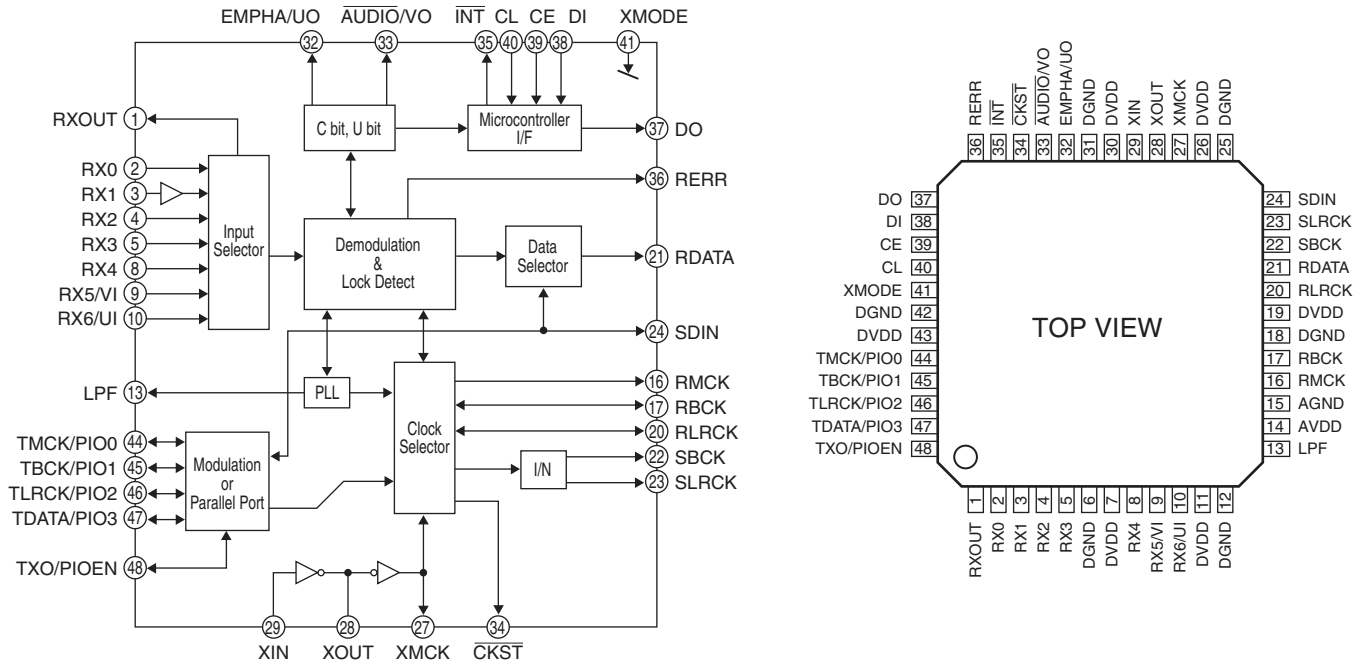 EMPHA/UO AUDIO/VO INT CL CE DI XMODE
32 33 35 40 39 38 41
RXOUT 1
C bit, U bit
Microcontroller
I/F
37 DO
RX0 2
RX1 3
RX2 4
RX3 5
RX4 8
RX5/VI 9
RX6/UI 10
Input
Selector
36 RERR
Demodulation
&
Lock Detect
Data
Selector
21 RDATA
24 SDIN
LPF 13
PLL
Clock
Selector
16 RMCK
17 RBCK
20 RLRCK
I/N
22 SBCK
23 SLRCK
TMCK/PIO0 44
TBCK/PIO1 45
TLRCK/PIO2 46
TDATA/PIO3 47
Modulation
or
Parallel Port
TXO/PIOEN 48
29 28 27 34
XIN XOUT XMCK CKST
RERR INT CKST AUDIO/VO EMPHA/UO DGND DVDD XIN XOUT XMCK DVDD DGND
36 35 34 33 32 31 30 29 28 27 26 25
DO 37
DI 38
CE 39
CL 40
XMODE 41
DGND 42
DVDD 43
TMCK/PIO0 44
TBCK/PIO1 45
TLRCK/PIO2 46
TDATA/PIO3 47
TXO/PIOEN 48
TOP VIEW
24 SDIN
23 SLRCK
22 SBCK
21 RDATA
20 RLRCK
19 DVDD
18 DGND
17 RBCK
16 RMCK
15 AGND
14 AVDD
13 LPF
1 2 3 4 5 6 7 8 9 10 11 12
RXOUT RX0 RX1 RX2 RX3 DGND DVDD RX4 RX5/VI RX6/UI DVDD DGND